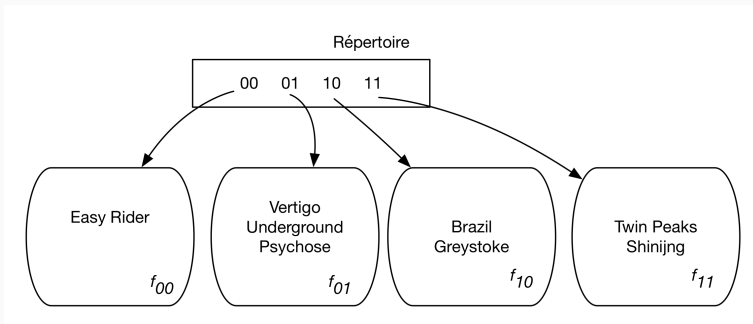 Répertoire
00 01 10 11
Easy Rider
f00
Vertigo
Underground
Psychose
f01
Brazil
Greystoke
f10
Twin Peaks
Shinijng
f11